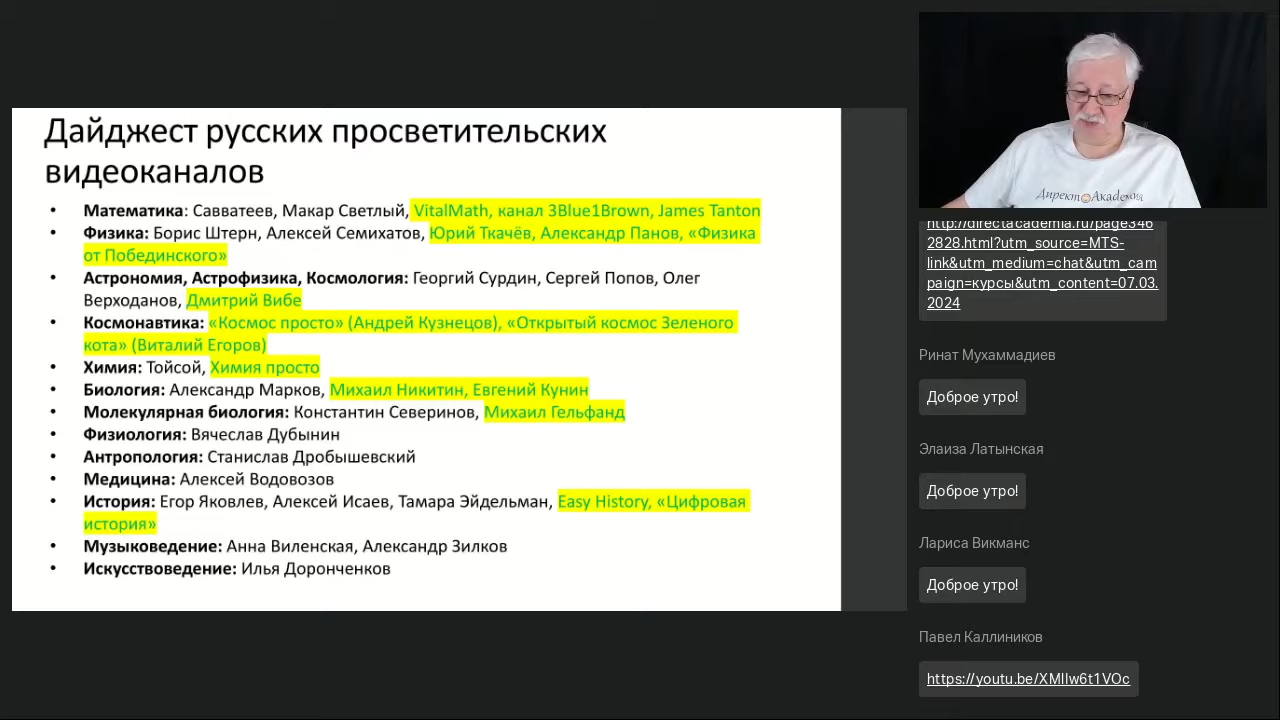 Дайджест русских просветительских
видеоканалов
• Математика: Савватеев, Макар Светлый, VitalMath, канал 3Blue1Brown, James Tanton
• Физика: Борис Штерн, Алексей Семихатов, Юрий Ткачёв, Александр Панов, «Физика
от Побединского»
• Астрономия, Астрофизика, Космология: Георгий Сурдин, Сергей Попов, Олег
Верходанов, Дмитрий Вибе
• Космонавтика: «Космос просто» (Андрей Кузнецов), «Открытый космос Зеленого
кота» (Виталий Егоров)
• Химия: Тойсой, Химия просто
• Биология: Александр Марков, Михаил Никитин, Евгений Кунин
• Молекулярная биология: Константин Северинов, Михаил Гельфанд
• Физиология: Вячеслав Дубынин
• Антропология: Станислав Дробышевский
• Медицина: Алексей Водовозов
• История: Егор Яковлев, Алексей Исаев, Тамара Эйдельман, Easy History, «Цифровая
история»
• Музыковедение: Анна Виленская, Александр Зилков
• Искусствоведение: Илья Доронченков
Директ Академия
http://directacademia.ru/page346
2828.html?utm_source=MTS-
link&utm_medium=chat&utm_cam
paign=курсы&utm_content=07.03.
2024
Ринат Мухаммадиев
Доброе утро!
Элаиза Латынская
Доброе утро!
Лариса Викманс
Доброе утро!
Павел Каллиников
https://youtu.be/XMllw6t1VOc